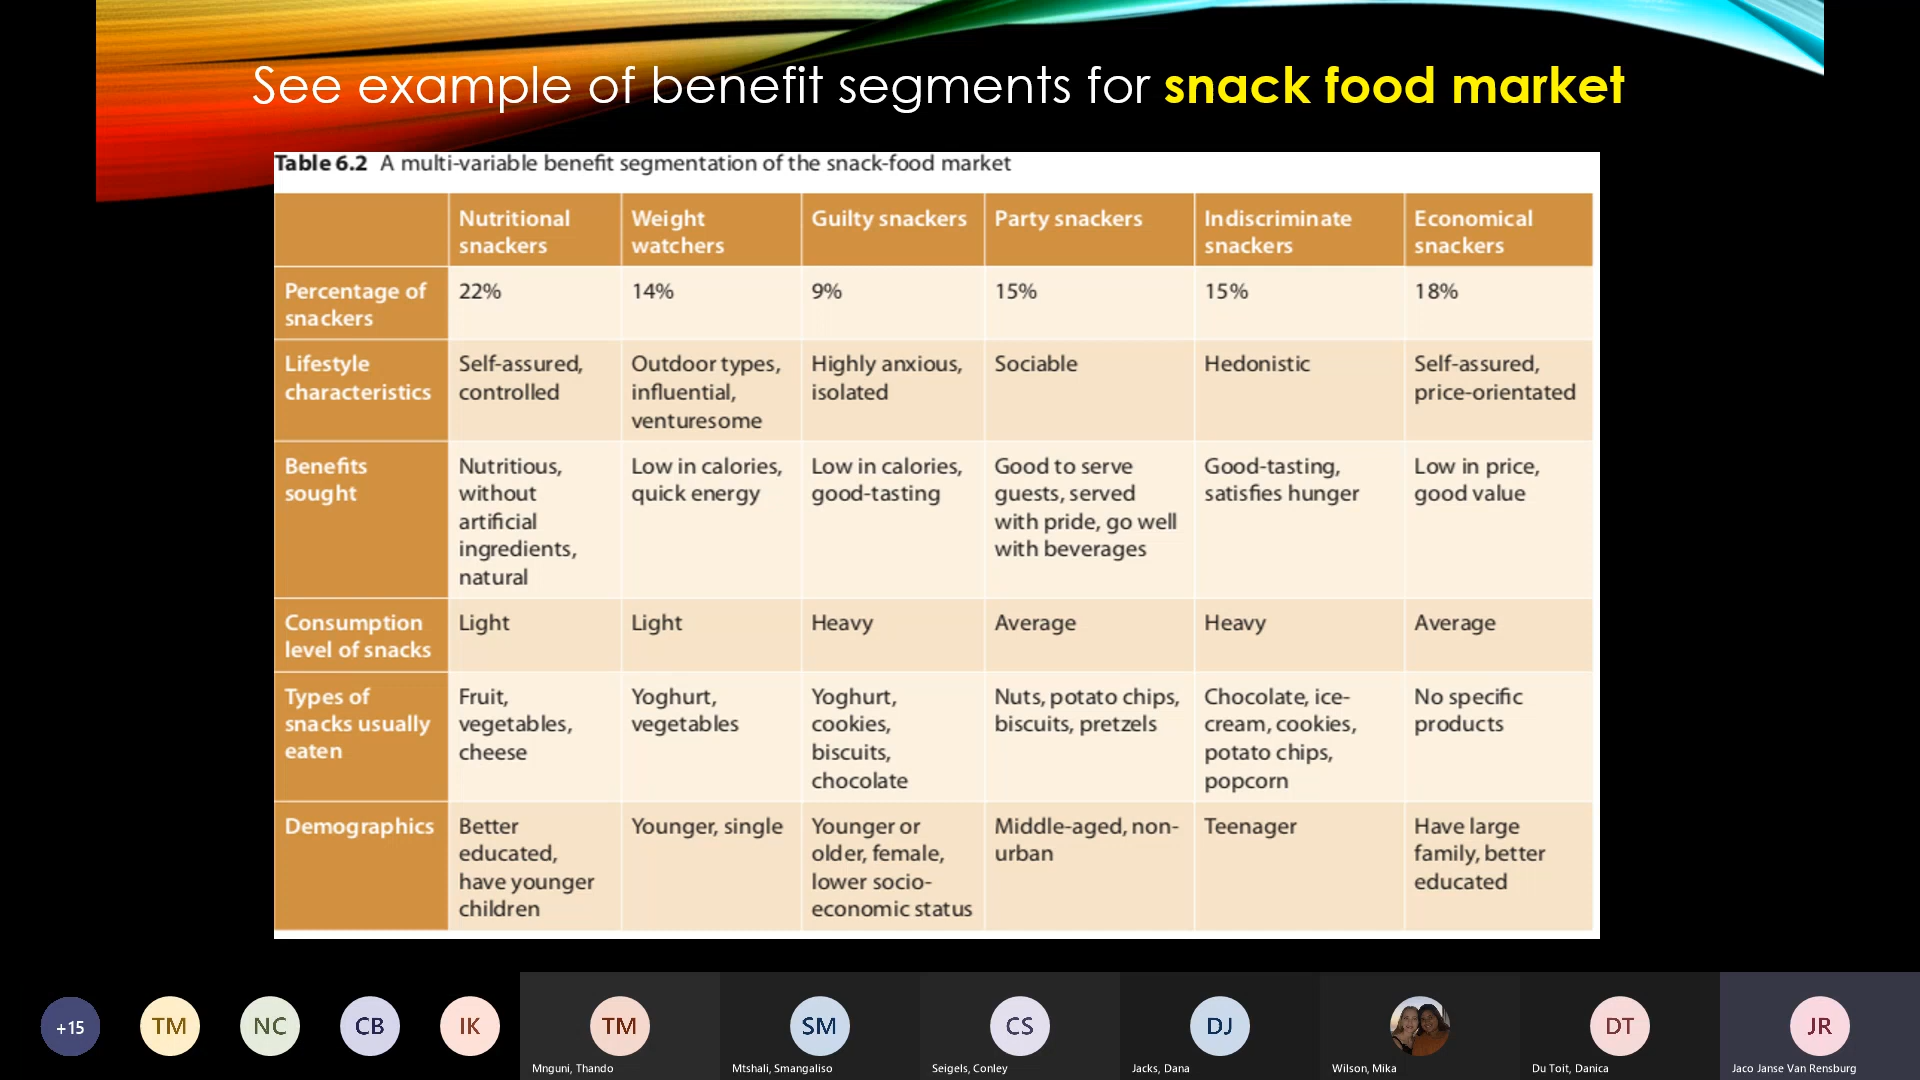 See example of benefit segments for snack food market
Table 6.2 A multi-variable benefit segmentation of the snack-food market
Nutritional
snackers
Weight
watchers
Guilty snackers
Party snackers
Indiscriminate
snackers
Economical
snackers
Percentage of
snackers
22%
14%
9%
15%
15%
18%
Lifestyle
characteristics
Self-assured,
controlled
Outdoor types,
influential,
venturesome
Highly anxious,
isolated
Sociable
Hedonistic
Self-assured,
price-orientated
Benefits
sought
Nutritious,
without
artificial
ingredients,
natural
Low in calories,
quick energy
Low in calories,
good-tasting
Good to serve
guests, served
with pride, go well
with beverages
Good-tasting,
satisfies hunger
Low in price,
good value
Consumption
level of snacks
Light
Light
Heavy
Average
Heavy
Average
Types of
snacks usually
eaten
Fruit,
vegetables,
cheese
Yoghurt,
vegetables
Yoghurt,
cookies,
biscuits,
chocolate
Nuts, potato chips,
biscuits, pretzels
Chocolate, ice-
cream, cookies,
potato chips,
popcorn
No specific
products
Demographics
Better
educated,
have younger
children
Younger, single
Younger or
older, female,
lower socio-
economic status
Middle-aged, non-
urban
Teenager
Have large
family, better
educated
+15
TM
NC
CB
IK
TM
Mnguni, Thando
SM
Mtshali, Smangaliso
CS
Seigels, Conley
DJ
Jacks, Dana
Wilson, Mika
DT
Du Toit, Danica
JR
Jaco Janse Van Rensburg